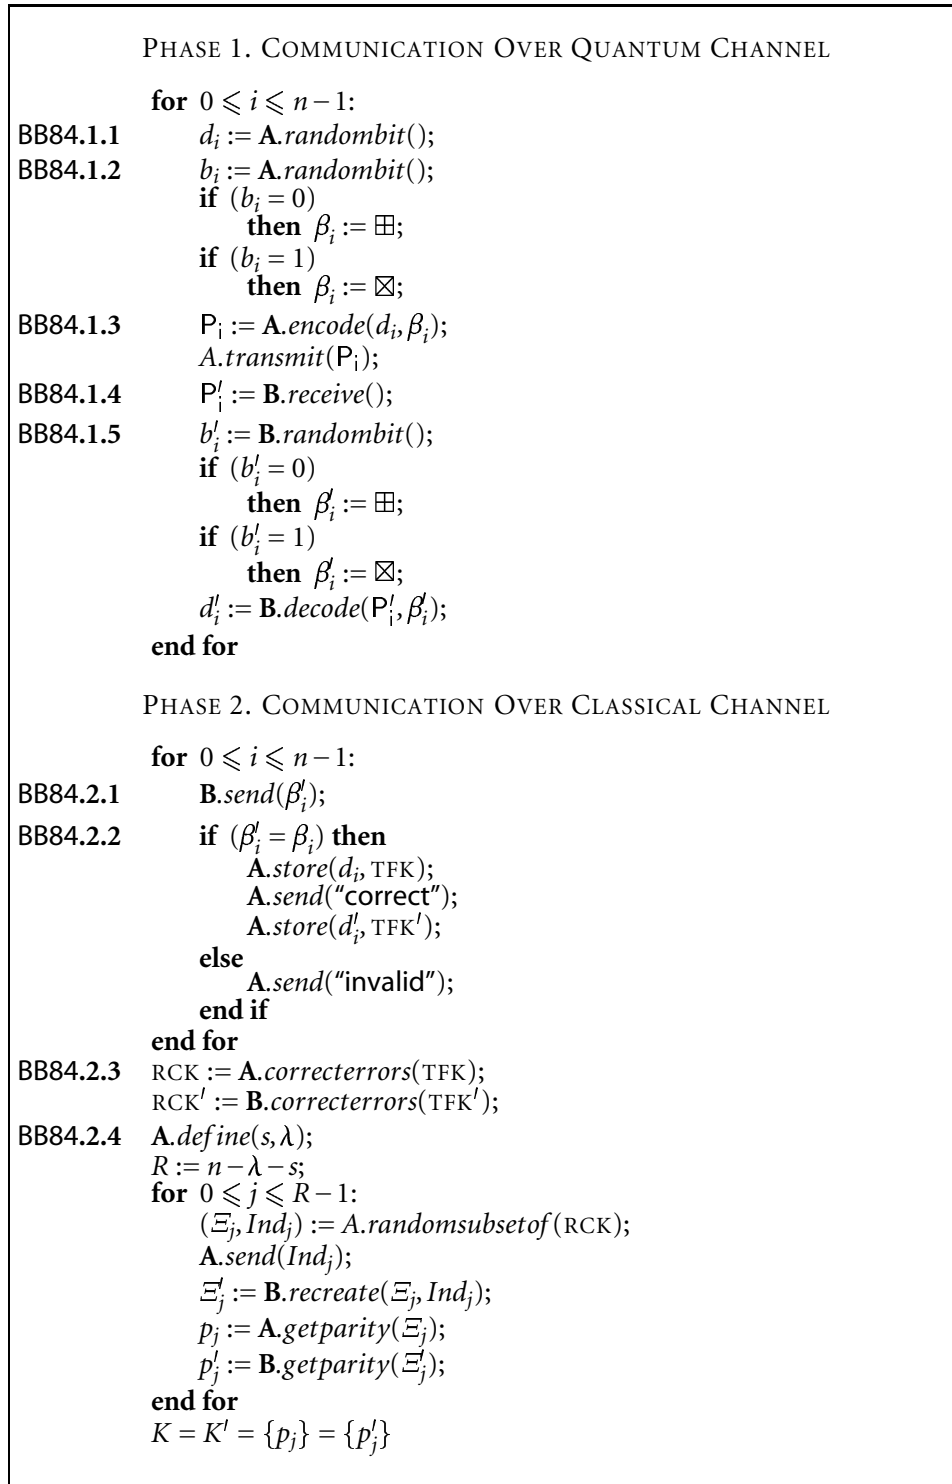 PHASE 1. COMMUNICATION OVER QUANTUM CHANNEL
for 0 ⩽ i ⩽ n − 1:
BB84.1.1 d_i := A.randombit();
BB84.1.2 b_i := A.randombit();
if (b_i = 0)
then β_i := ⊞;
if (b_i = 1)
then β_i := ⊠;
BB84.1.3 P_i := A.encode(d_i, β_i);
A.transmit(P_i);
BB84.1.4 P′_i := B.receive();
BB84.1.5 b′_i := B.randombit();
if (b′_i = 0)
then β′_i := ⊞;
if (b′_i = 1)
then β′_i := ⊠;
d′_i := B.decode(P′_i, β′_i);
end for
PHASE 2. COMMUNICATION OVER CLASSICAL CHANNEL
for 0 ⩽ i ⩽ n − 1:
BB84.2.1 B.send(β′_i);
BB84.2.2 if (β′_i = β_i) then
A.store(d_i, TFK);
A.send("correct");
A.store(d′_i, TFK′);
else
A.send("invalid");
end if
end for
BB84.2.3 RCK := A.correcterrors(TFK);
RCK′ := B.correcterrors(TFK′);
BB84.2.4 A.define(s, λ);
R := n − λ − s;
for 0 ⩽ j ⩽ R − 1:
(Ξ_j, Ind_j) := A.randomsubsetof(RCK);
A.send(Ind_j);
Ξ′_j := B.recreate(Ξ_j, Ind_j);
p_j := A.getparity(Ξ_j);
p′_j := B.getparity(Ξ′_j);
end for
K = K′ = {p_j} = {p′_j}